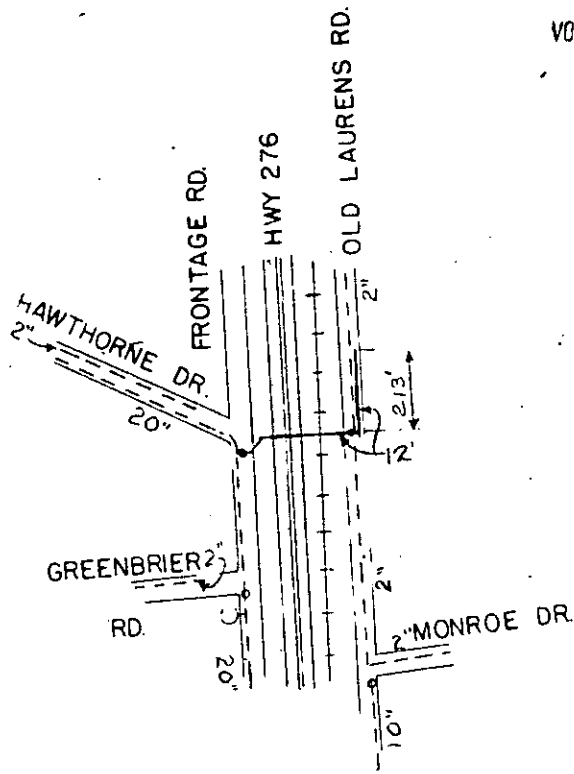 VO
FRONTAGE RD.
HWY 276
OLD LAURENS RD.
2"
HAWTHORNE DR.
2"
20"
213'
12'
GREENBRIER 2"
RD.
20"
2"
2" MONROE DR.
10"